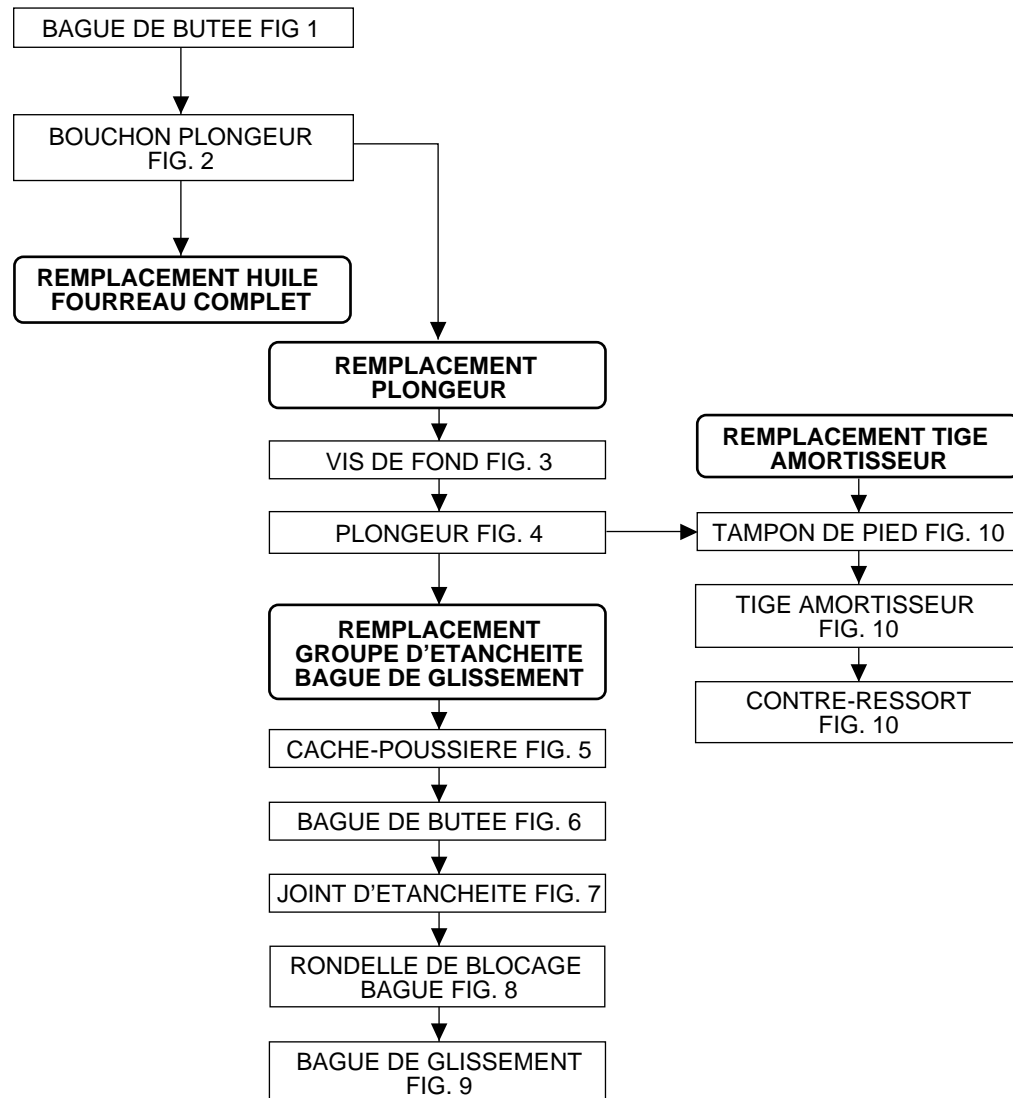 BAGUE DE BUTEE FIG 1
BOUCHON PLONGEUR
FIG. 2
REMPLACEMENT HUILE
FOURREAU COMPLET
REMPLACEMENT
PLONGEUR
VIS DE FOND FIG. 3
PLONGEUR FIG. 4
REMPLACEMENT TIGE
AMORTISSEUR
TAMPON DE PIED FIG. 10
TIGE AMORTISSEUR
FIG. 10
CONTRE-RESSORT
FIG. 10
REMPLACEMENT
GROUPE D'ETANCHEITE
BAGUE DE GLISSEMENT
CACHE-POUSSIERE FIG. 5
BAGUE DE BUTEE FIG. 6
JOINT D'ETANCHEITE FIG. 7
RONDELLE DE BLOCAGE
BAGUE FIG. 8
BAGUE DE GLISSEMENT
FIG. 9